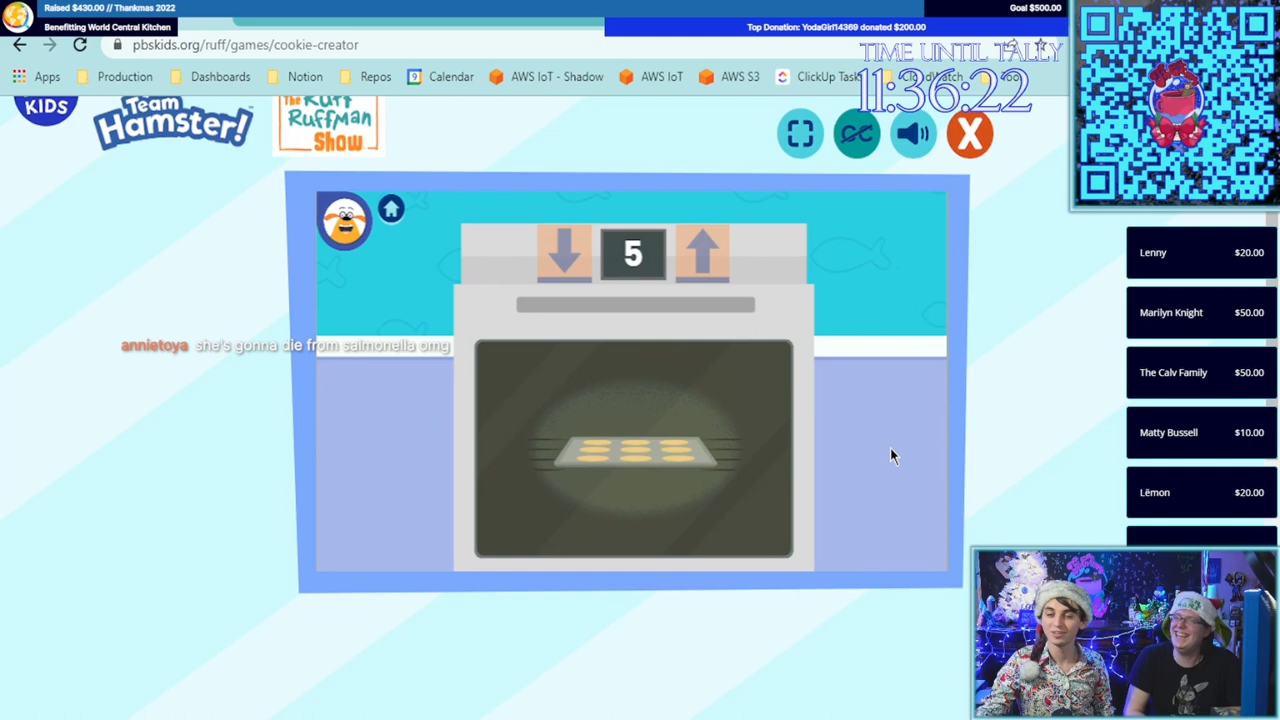 Raised $430.00 // Thankmas 2022
Goal $500.00
Benefitting World Central Kitchen
Top Donation: YodaGirl14369 donated $200.00
pbskids.org/ruff/games/cookie-creator
TIME UNTIL TALLY
11:36:22
Apps Production Dashboards Notion Repos Calendar AWS IoT - Shadow AWS IoT AWS S3 ClickUp Task
KIDS
Team Hamster!
The Ruff Ruffman Show
X
5
annietoya she's gonna die from salmonella omg
Lenny $20.00
Marilyn Knight $50.00
The Calv Family $50.00
Matty Bussell $10.00
Lēmon $20.00